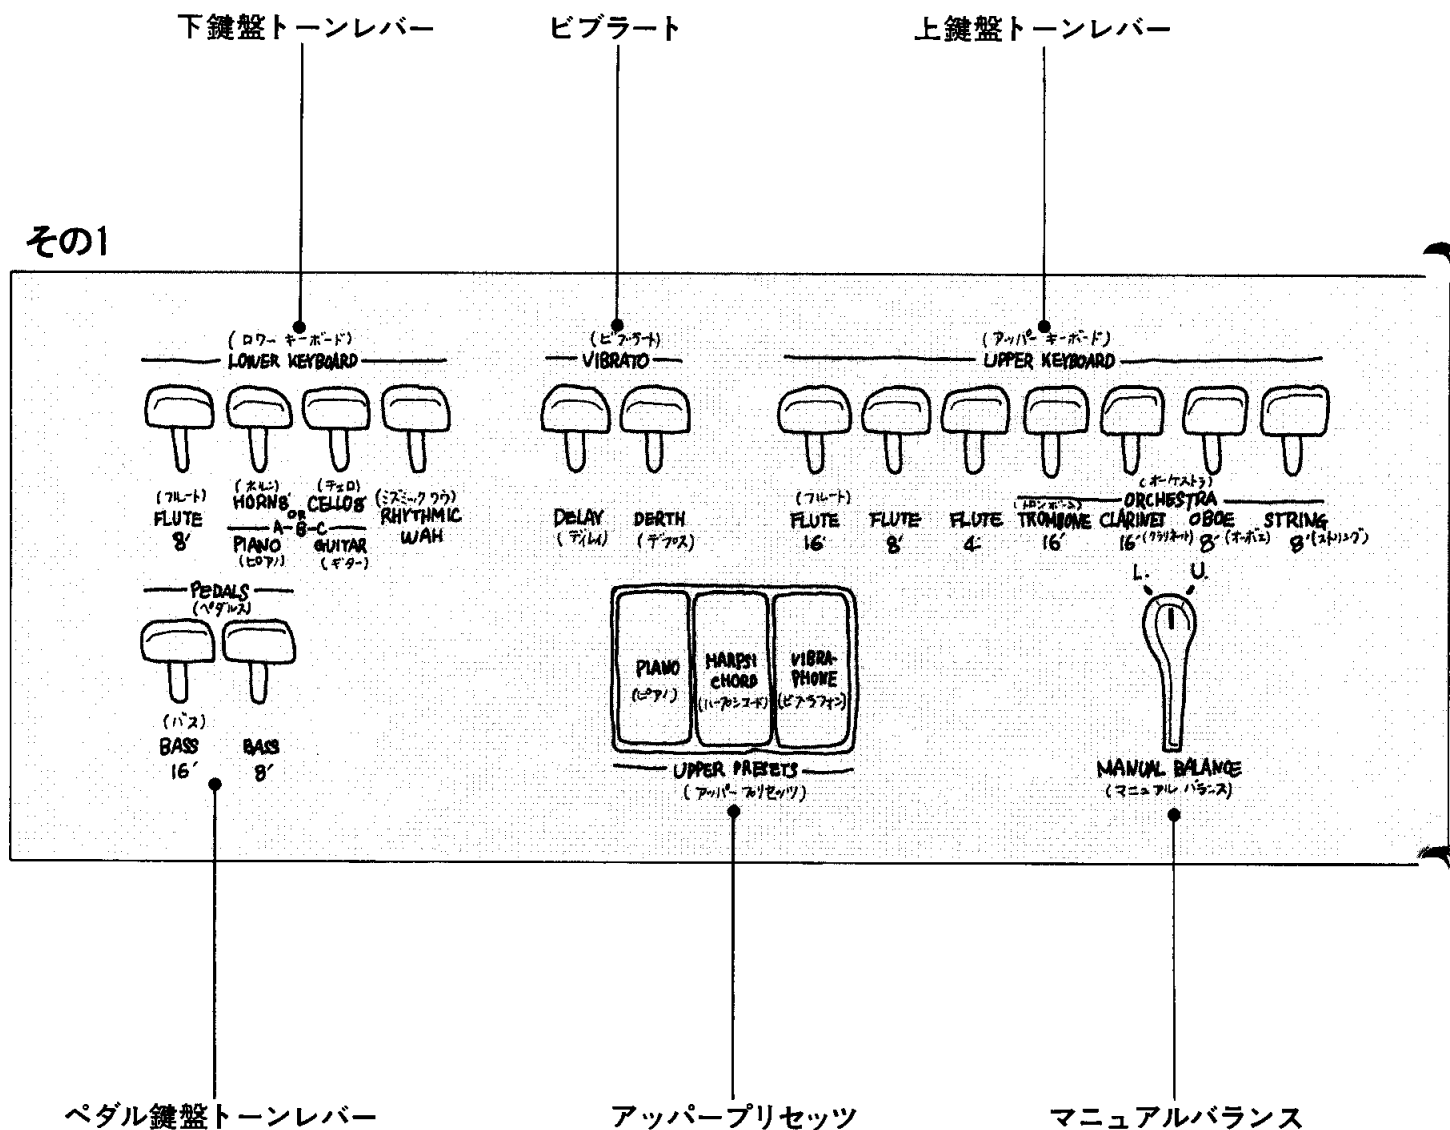 下鍵盤トーンレバー
ビブラート
上鍵盤トーンレバー
その1
(ロワー キーボード)
LOWER KEYBOARD
(ビブラート)
VIBRATO
(アッパー キーボード)
UPPER KEYBOARD
(フルート)
FLUTE
8′
(ホルン)
HORN8′
OR
(チェロ)
CELLO8′
A-B-C
PIANO
(ピアノ)
GUITAR
(ギター)
(ミズミック ワウ)
RHYTHMIC
WAH
DELAY
(ディレイ)
DERTH
(デプス)
(フルート)
FLUTE
16′
FLUTE
8′
FLUTE
4′
(オーケストラ)
ORCHESTRA
(トロンボーン)
TROMBONE
16′
CLARINET
16′(クラリネット)
OBOE
8′(オーボエ)
STRING
8′(ストリング)
PEDALS
(ペダルス)
(バス)
BASS
16′
BASS
8′
PIANO
(ピアノ)
HARPSI
CHORD
(ハープシコード)
VIBRA-
PHONE
(ビブラフォン)
UPPER PRESETS
(アッパー プリセッツ)
L. U.
MANUAL BALANCE
(マニュアル バランス)
ペダル鍵盤トーンレバー
アッパープリセッツ
マニュアルバランス